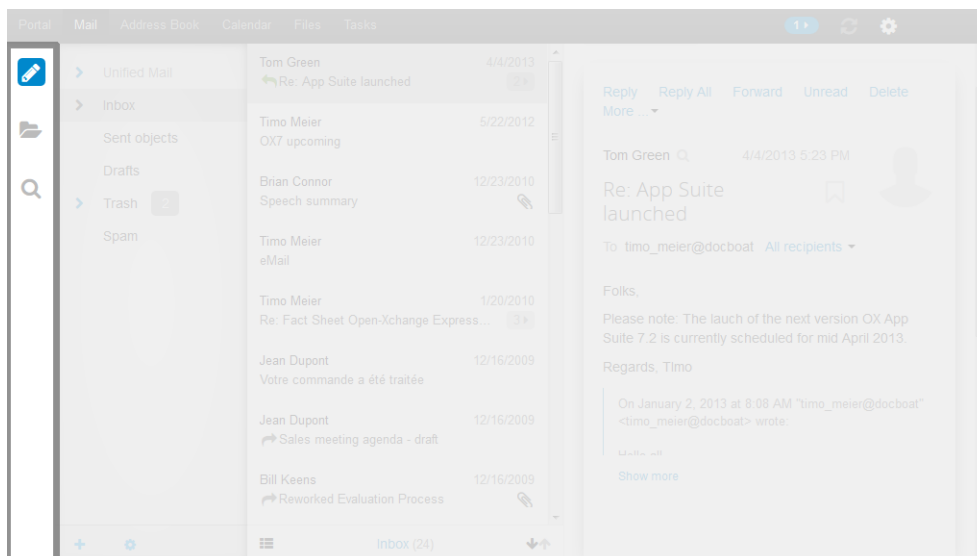 Portal Mail Address Book Calendar Files Tasks 1
Unified Mail
Inbox
Sent objects
Drafts
Trash 2
Spam
Tom Green 4/4/2013
Re: App Suite launched 2
Timo Meier 5/22/2012
OX7 upcoming
Brian Connor 12/23/2010
Speech summary
Timo Meier 12/23/2010
eMail
Timo Meier 1/20/2010
Re: Fact Sheet Open-Xchange Express... 3
Jean Dupont 12/16/2009
Votre commande a été traitée
Jean Dupont 12/16/2009
Sales meeting agenda - draft
Bill Keens 12/16/2009
Reworked Evaluation Process
Inbox (24)
Reply Reply All Forward Unread Delete
More ...
Tom Green 4/4/2013 5:23 PM
Re: App Suite
launched
To timo_meier@docboat All recipients
Folks,
Please note: The lauch of the next version OX App
Suite 7.2 is currently scheduled for mid April 2013.
Regards, Timo
On January 2, 2013 at 8:08 AM "timo_meier@docboat"
<timo_meier@docboat> wrote:
Hello all
Show more